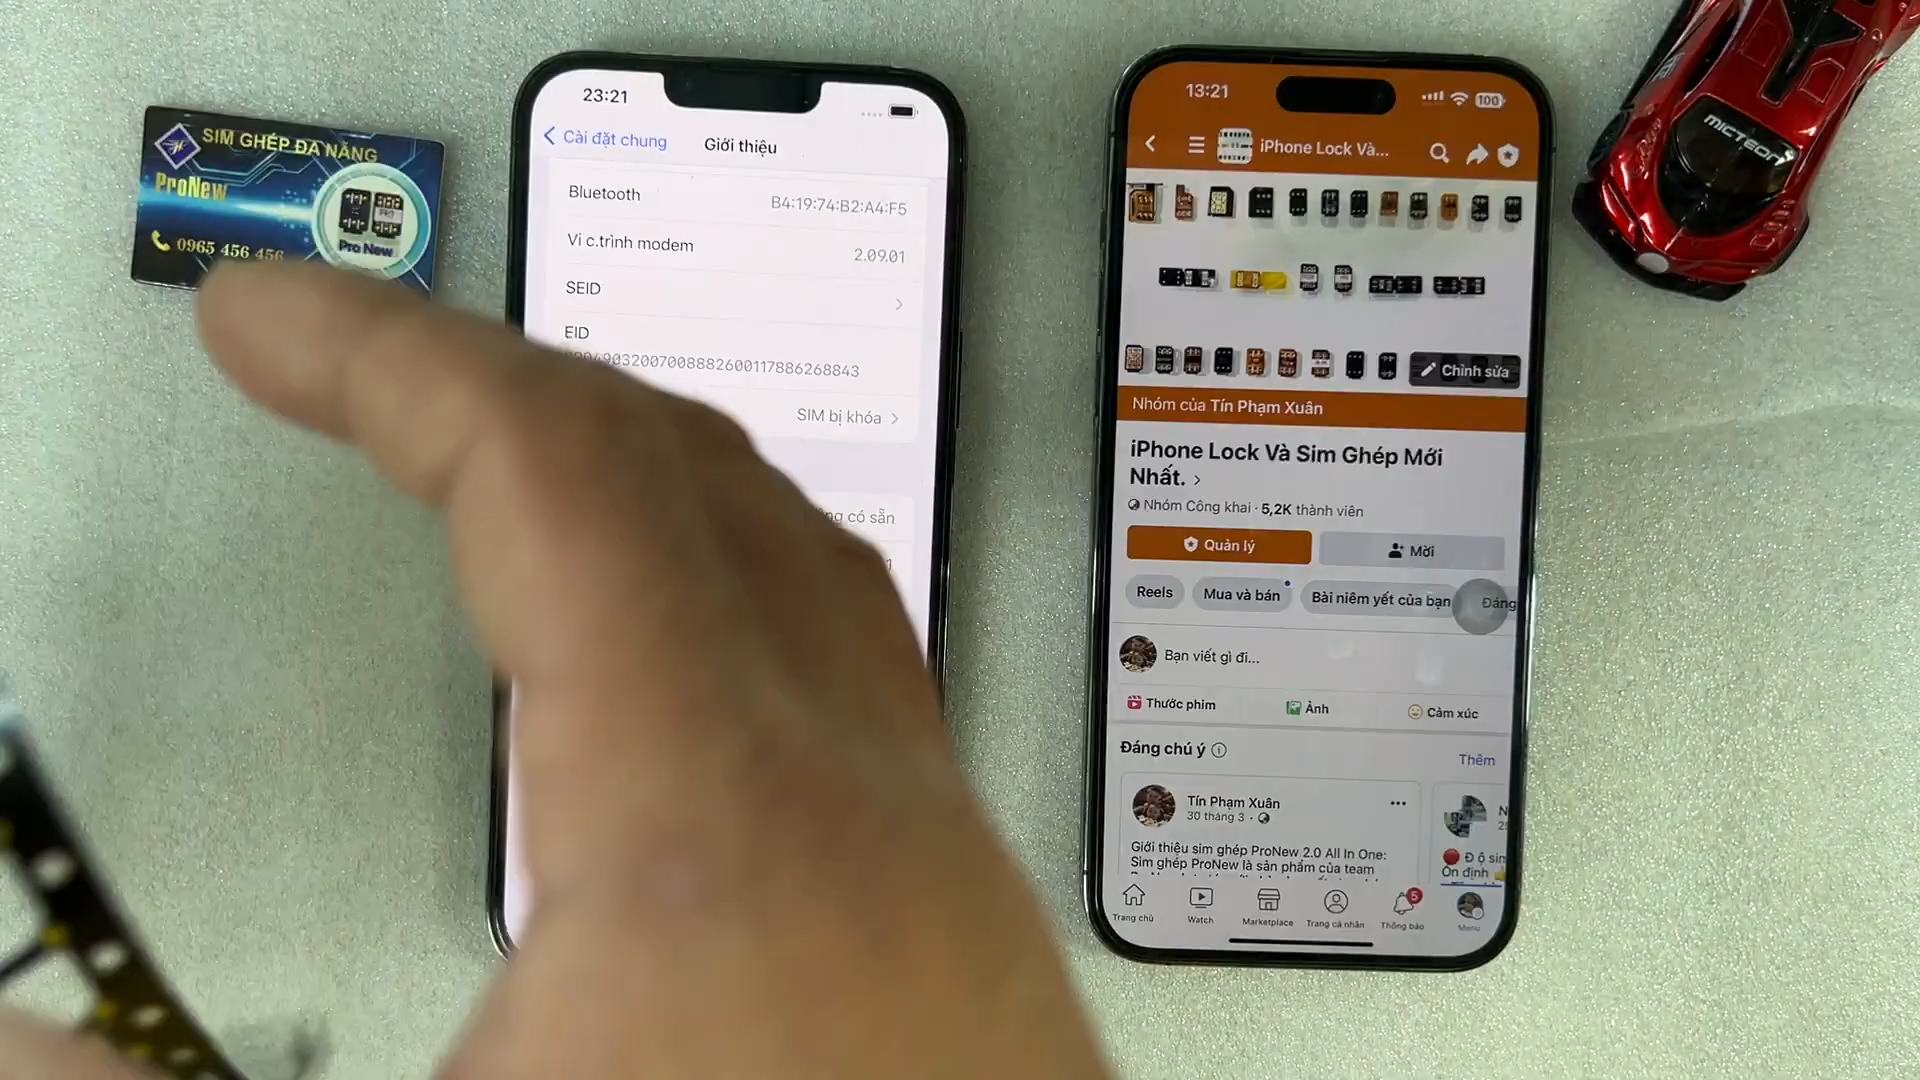 SIM GHÉP ĐA NẴNG
ProNew
0965 456 456
Pro New
23:21
Cài đặt chung
Giới thiệu
Bluetooth
B4:19:74:B2:A4:F5
Vi c.trình modem
2.09.01
SEID
EID
49032007008882600117886268843
SIM bị khóa
có sẵn
13:21
100
iPhone Lock Và...
Chỉnh sửa
Nhóm của Tín Phạm Xuân
iPhone Lock Và Sim Ghép Mới
Nhất.
Nhóm Công khai · 5,2K thành viên
Quản lý
Mời
Reels
Mua và bán
Bài niêm yết của bạn
Đáng
Bạn viết gì đi...
Thước phim
Ảnh
Cảm xúc
Đáng chú ý
Thêm
Tín Phạm Xuân
30 tháng 3
Giới thiệu sim ghép ProNew 2.0 All In One:
Sim ghép ProNew là sản phẩm của team
N
Độ sim
Ổn định
Trang chủ
Watch
Marketplace
Trang cá nhân
5
Thông báo
Menu
MICTEON